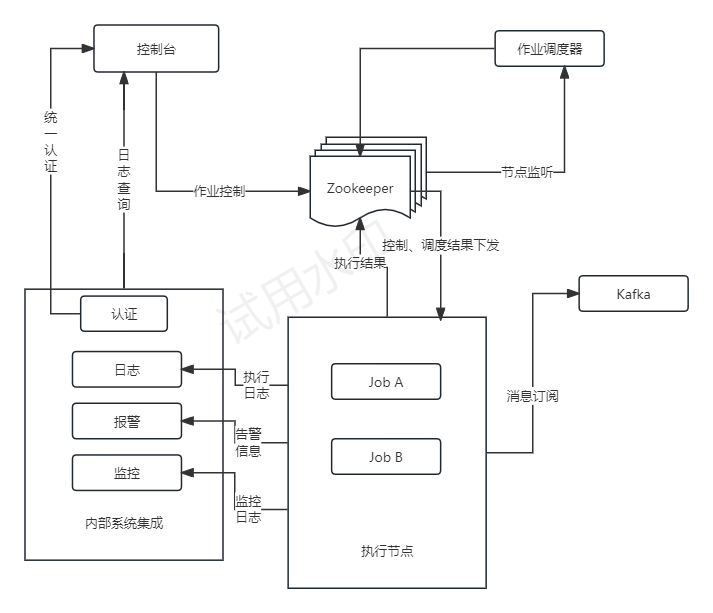 控制台
作业调度器
统一认证
日志查询
作业控制
Zookeeper
节点监听
控制、调度结果下发
执行结果
试用水印
认证
Kafka
日志
执行
日志
Job A
报警
告警
信息
消息订阅
Job B
监控
监控
日志
内部系统集成
执行节点